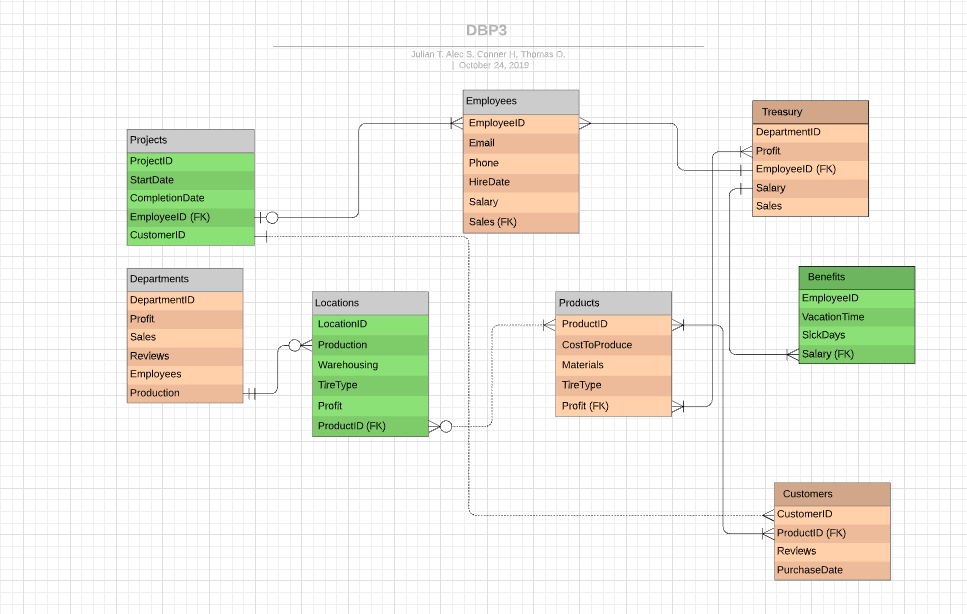 DBP3
Julian T, Alec S, Conner H, Thomas O.
| October 24, 2019
Employees
EmployeeID
Email
Phone
HireDate
Salary
Sales (FK)
Treasury
DepartmentID
Profit
EmployeeID (FK)
Salary
Sales
Projects
ProjectID
StartDate
CompletionDate
EmployeeID (FK)
CustomerID
Departments
DepartmentID
Profit
Sales
Reviews
Employees
Production
Locations
LocationID
Production
Warehousing
TireType
Profit
ProductID (FK)
Products
ProductID
CostToProduce
Materials
TireType
Profit (FK)
Benefits
EmployeeID
VacationTime
SickDays
Salary (FK)
Customers
CustomerID
ProductID (FK)
Reviews
PurchaseDate